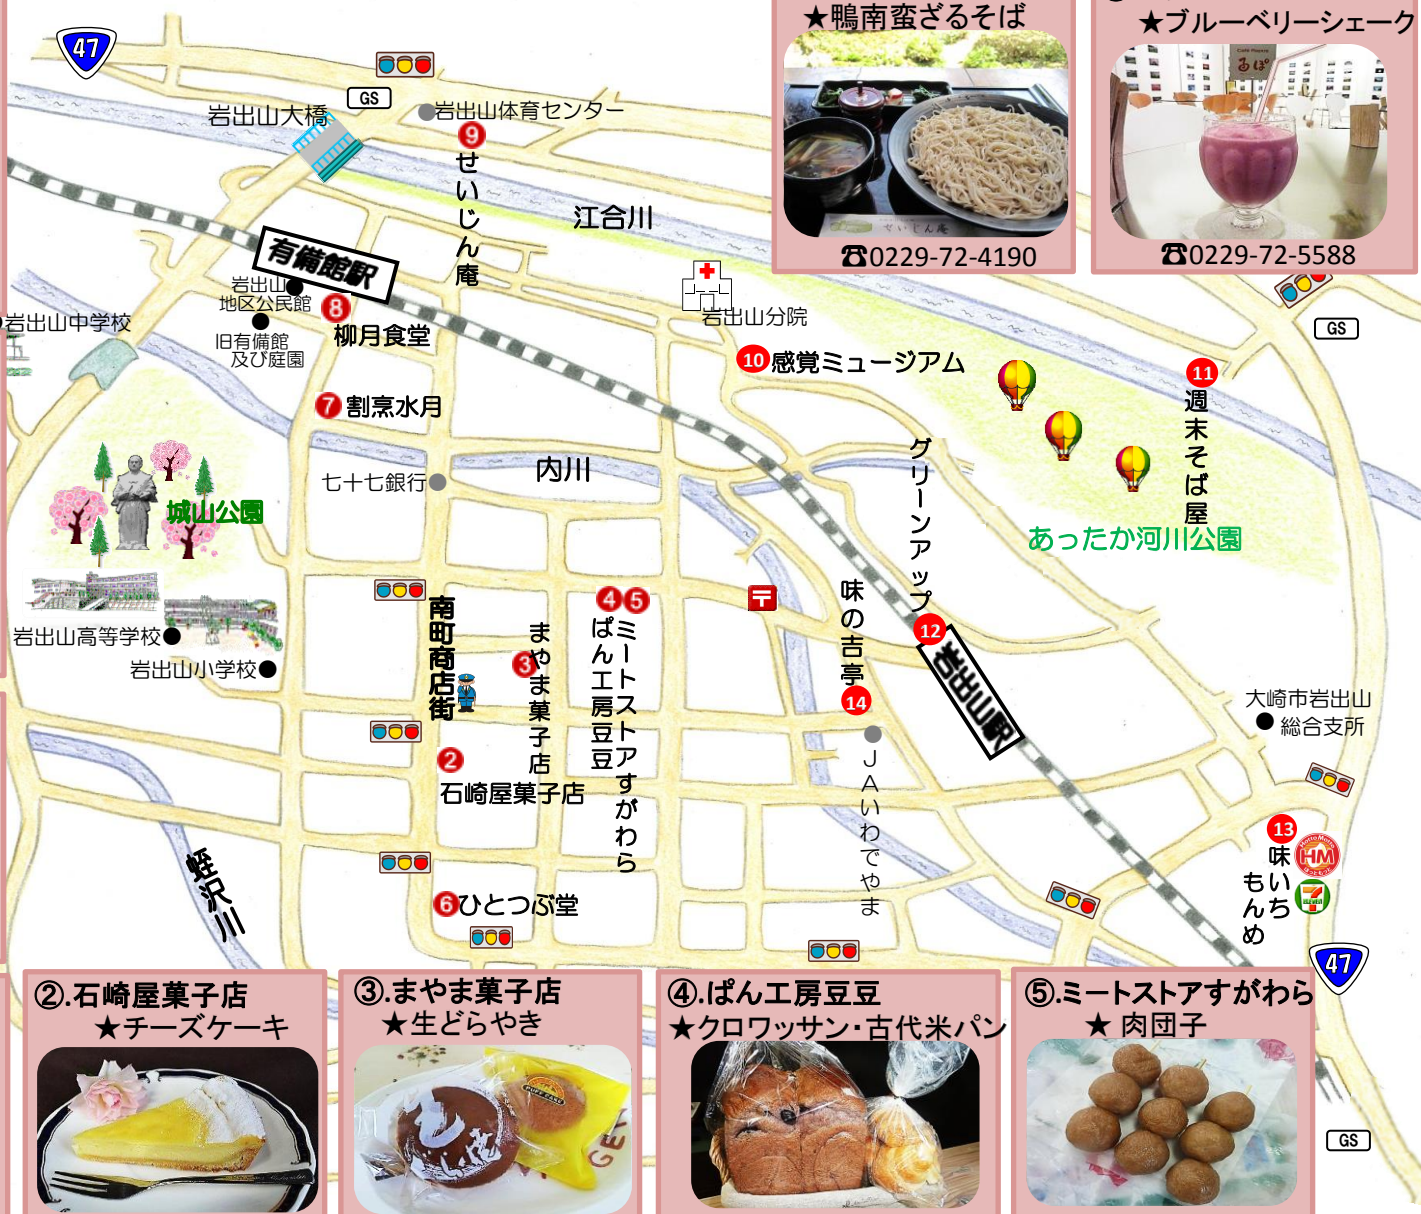 ★鴨南蛮ざるそば
せいじん庵
☎0229-72-4190
★ブルーベリーシェーク
るぽ
☎0229-72-5588
47
GS
岩出山大橋
岩出山体育センター
9
せいじん庵
江合川
有備館駅
岩出山
地区公民館
旧有備館
及び庭園
8
柳月食堂
岩出山中学校
岩出山分院
GS
10 感覚ミュージアム
11
週末そば屋
7 割烹水月
七十七銀行
内川
グリーンアップ
12
城山公園
あったか河川公園
岩出山高等学校
岩出山小学校
南町商店街
3
まやま菓子店
4 5
ぱん工房豆豆
ミートストアすがわら
〒
味の吉亭
14
岩出山駅
JAいわでやま
大崎市岩出山
総合支所
2
石崎屋菓子店
蛭沢川
6 ひとつぶ堂
13
味いち
もんめ
HM
7
47
GS
②.石崎屋菓子店
★チーズケーキ
③.まやま菓子店
★生どらやき
PUFF CAKE
④.ぱん工房豆豆
★クロワッサン・古代米パン
⑤.ミートストアすがわら
★ 肉団子